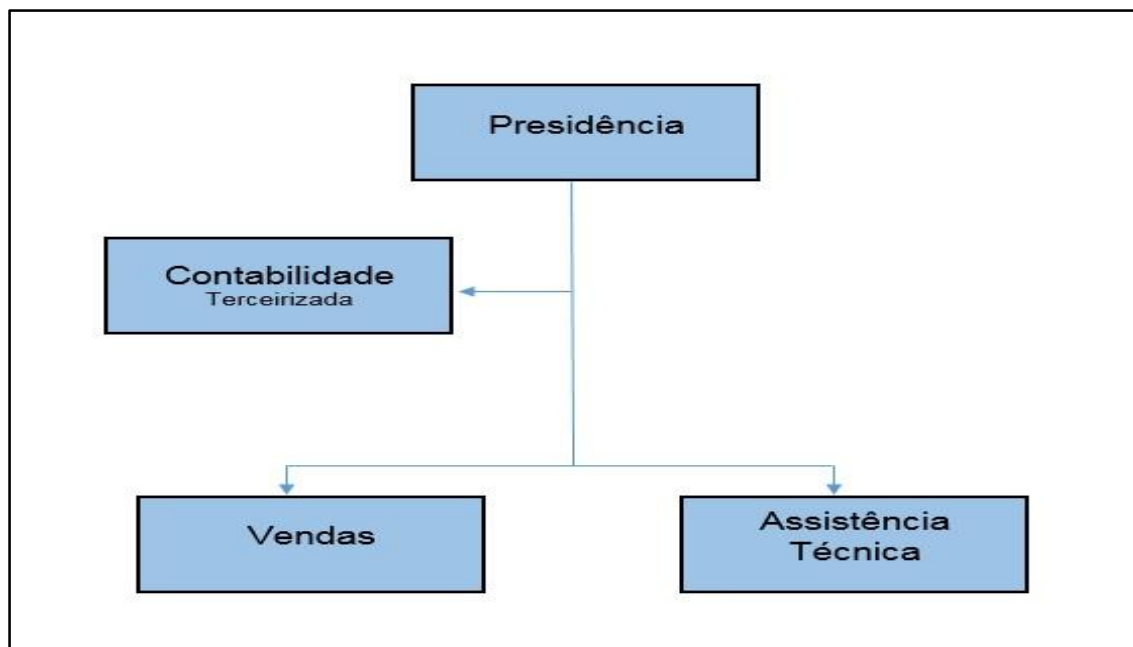 Presidência
Contabilidade
Terceirizada
Vendas
Assistência
Técnica